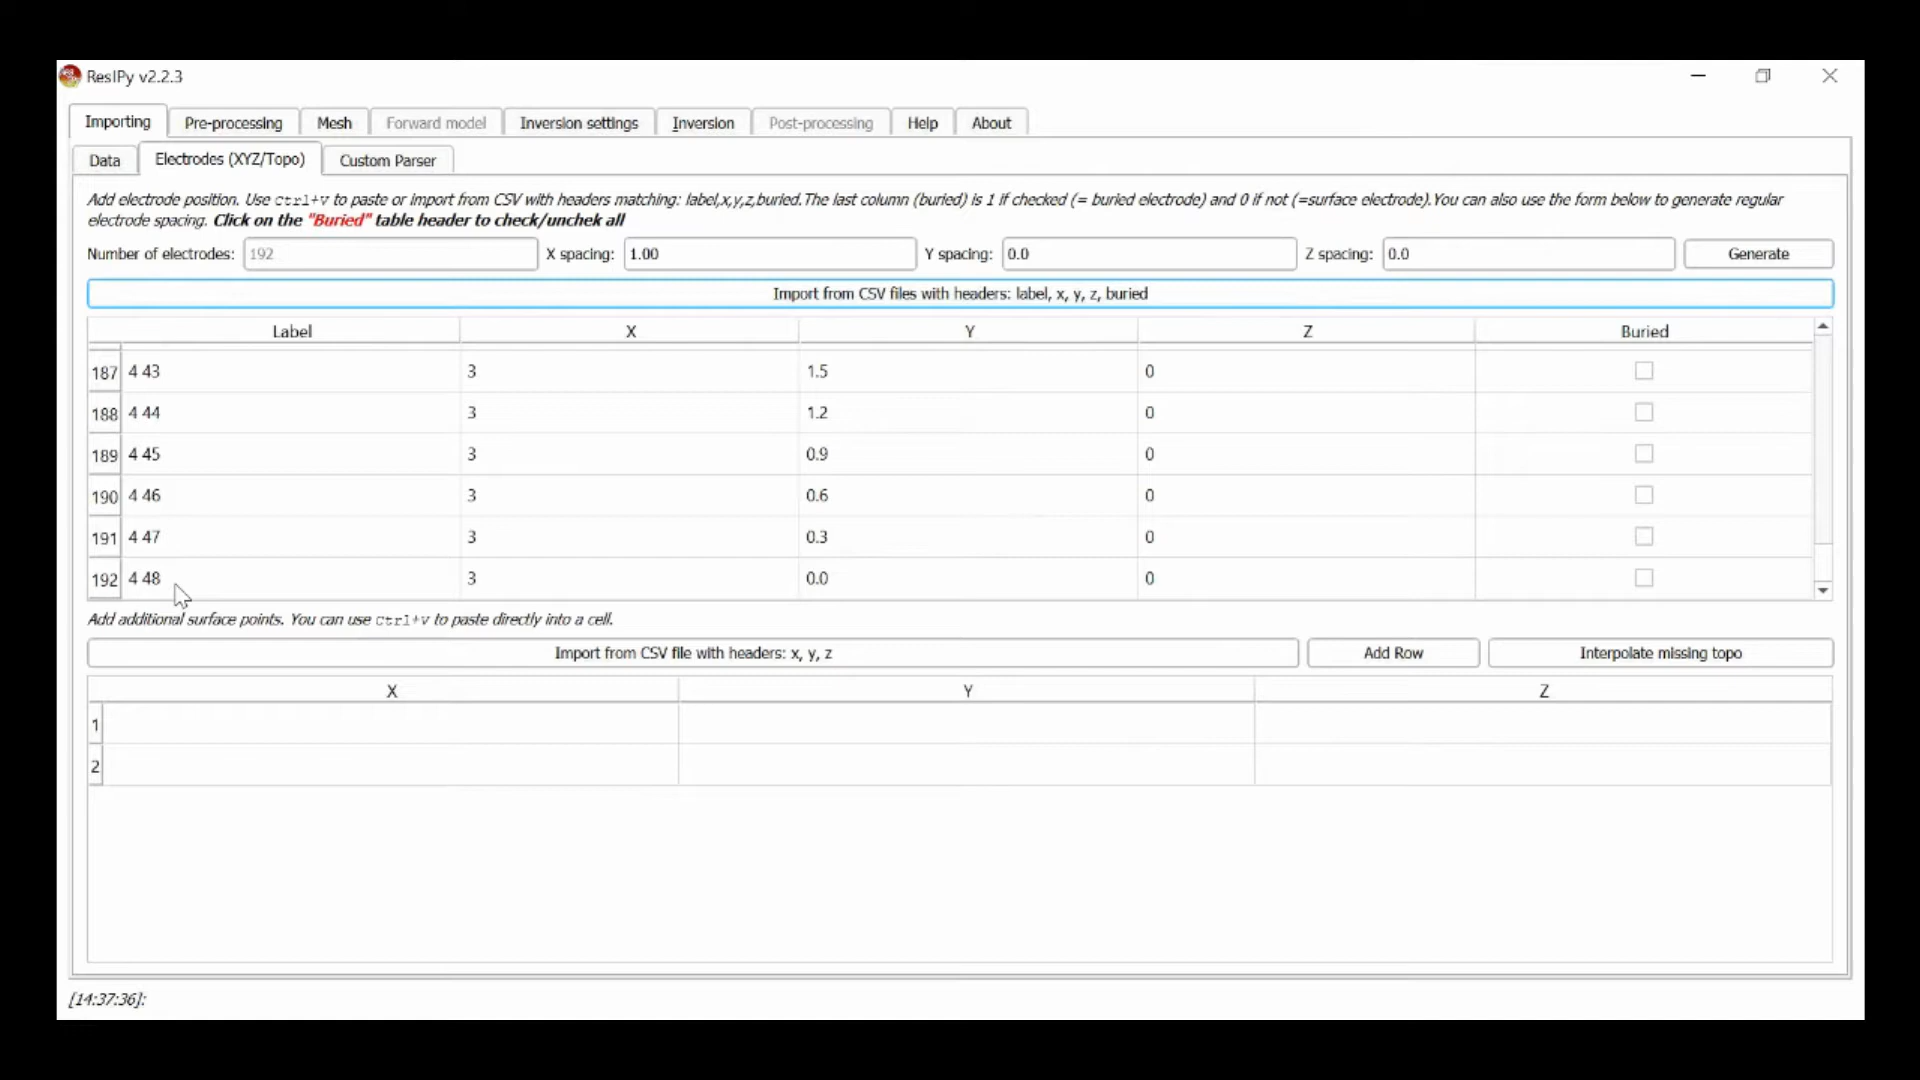 ResIPy v2.2.3
Importing Pre-processing Mesh Forward model Inversion settings Inversion Post-processing Help About
Data Electrodes (XYZ/Topo) Custom Parser
Add electrode position. Use ctrl+v to paste or import from CSV with headers matching: label,x,y,z,buried.The last column (buried) is 1 if checked (= buried electrode) and 0 if not (=surface electrode).You can also use the form below to generate regular
electrode spacing. Click on the "Buried" table header to check/unchek all
Number of electrodes: 192 X spacing: 1.00 Y spacing: 0.0 Z spacing: 0.0 Generate
Import from CSV files with headers: label, x, y, z, buried
Label X Y Z Buried
187 4 43 3 1.5 0
188 4 44 3 1.2 0
189 4 45 3 0.9 0
190 4 46 3 0.6 0
191 4 47 3 0.3 0
192 4 48 3 0.0 0
Add additional surface points. You can use ctrl+v to paste directly into a cell.
Import from CSV file with headers: x, y, z Add Row Interpolate missing topo
X Y Z
1
2
[14:37:36]: